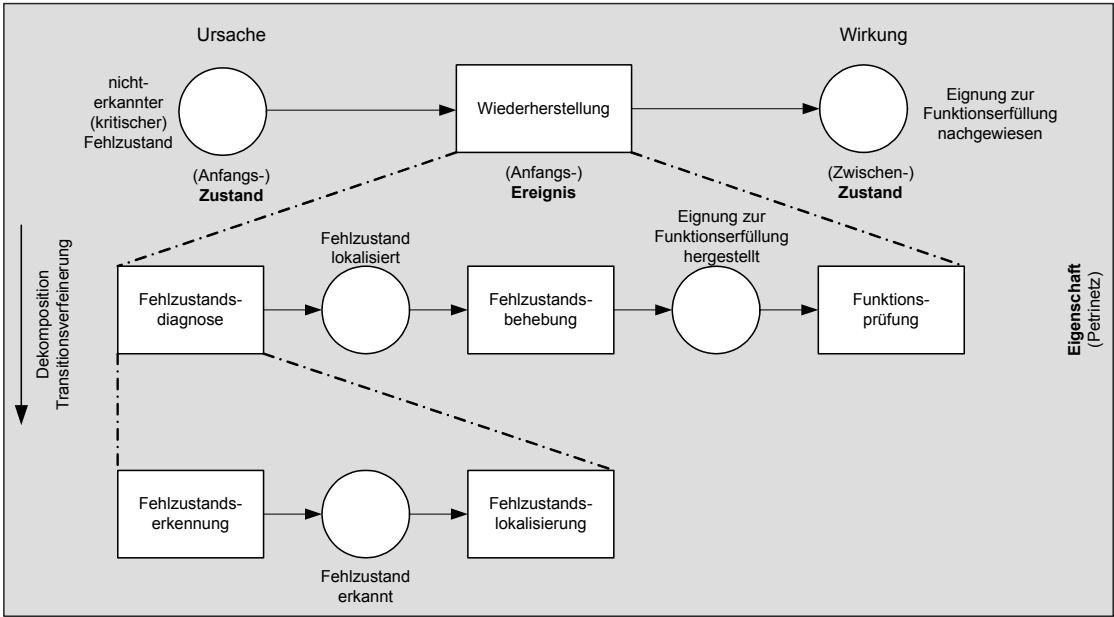 Ursache
Wirkung
nicht-
erkannter
(kritischer)
Fehlzustand
Wiederherstellung
Eignung zur
Funktionserfüllung
nachgewiesen
(Anfangs-)
Zustand
(Anfangs-)
Ereignis
(Zwischen-)
Zustand
Dekomposition
Transitionsverfeinerung
Fehlzustands-
diagnose
Fehlzustand
lokalisiert
Fehlzustands-
behebung
Eignung zur
Funktionserfüllung
hergestellt
Funktions-
prüfung
Eigenschaft
(Petrinetz)
Fehlzustands-
erkennung
Fehlzustand
erkannt
Fehlzustands-
lokalisierung